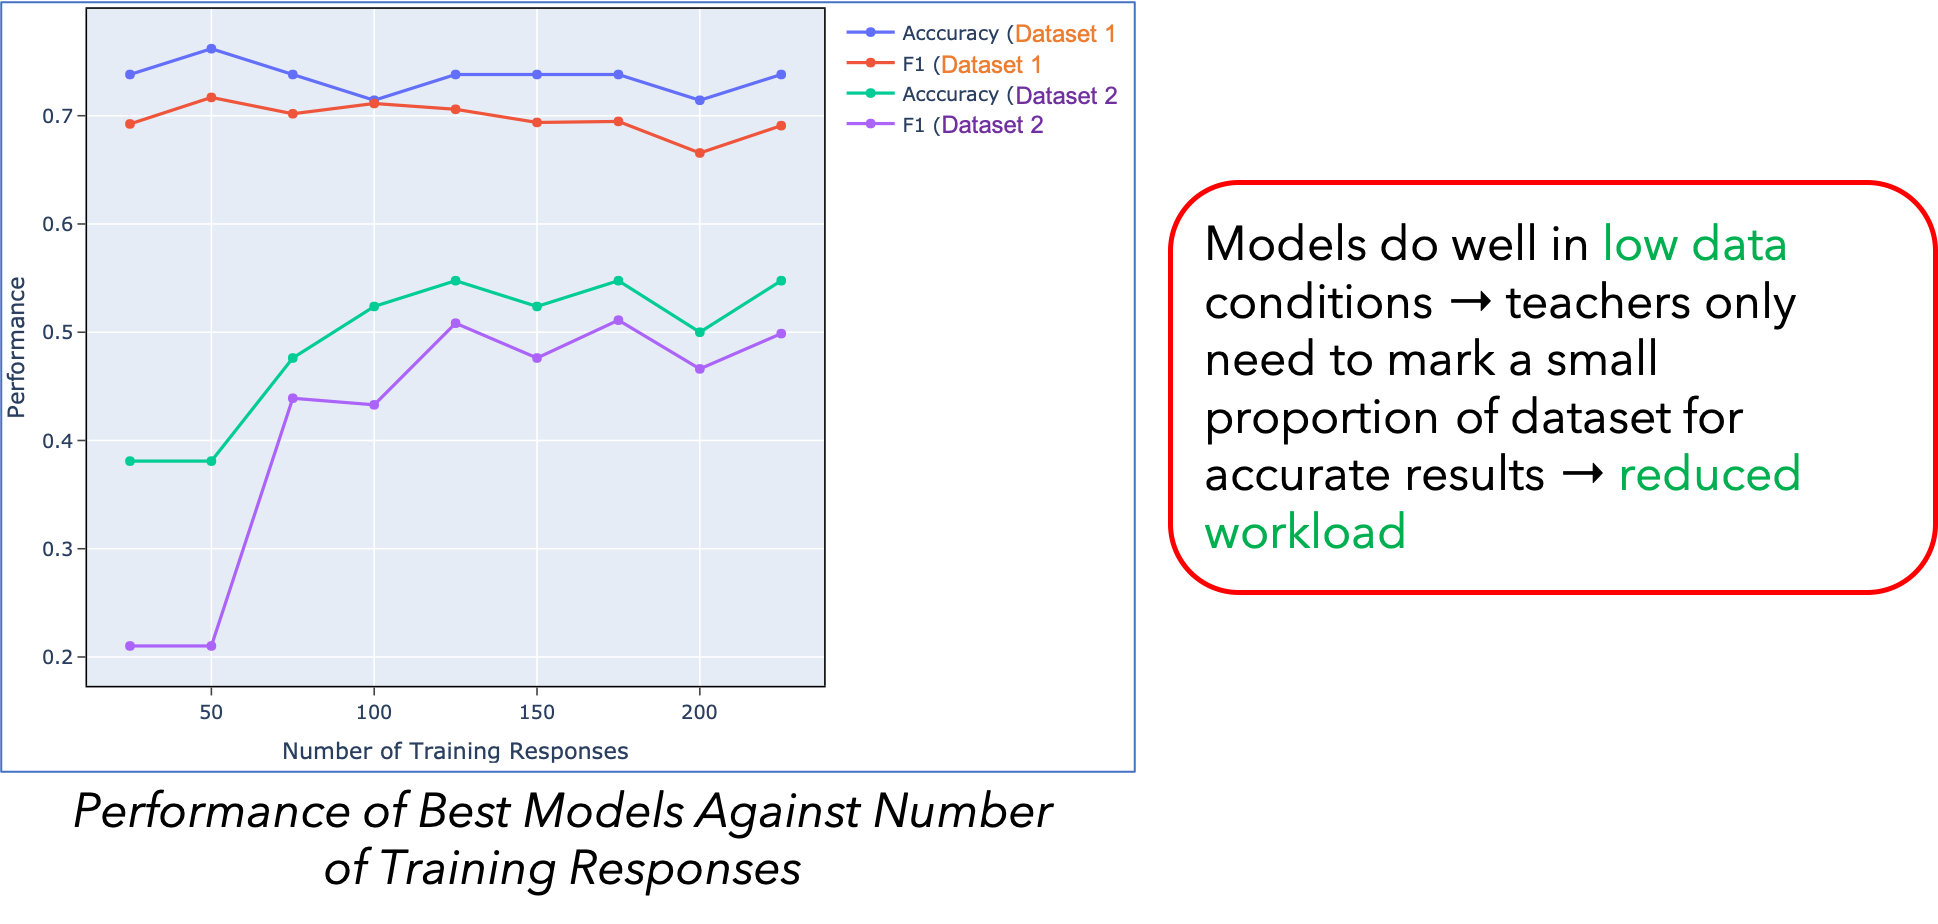 Acccuracy (Dataset 1
F1 (Dataset 1
Acccuracy (Dataset 2
F1 (Dataset 2
0.7
0.6
0.5
0.4
0.3
0.2
Performance
50 100 150 200
Number of Training Responses
Performance of Best Models Against Number
of Training Responses
Models do well in low data
conditions → teachers only
need to mark a small
proportion of dataset for
accurate results → reduced
workload